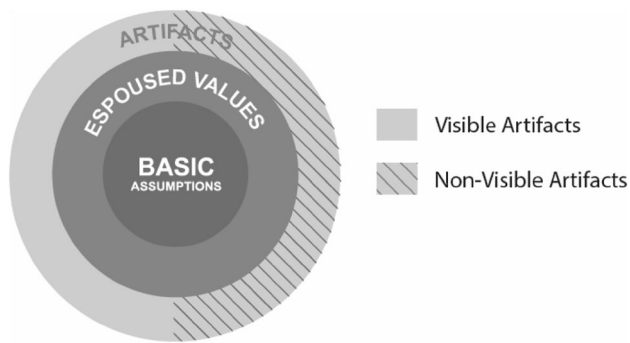 ARTIFACTS
ESPOUSED VALUES
BASIC
ASSUMPTIONS
Visible Artifacts
Non-Visible Artifacts